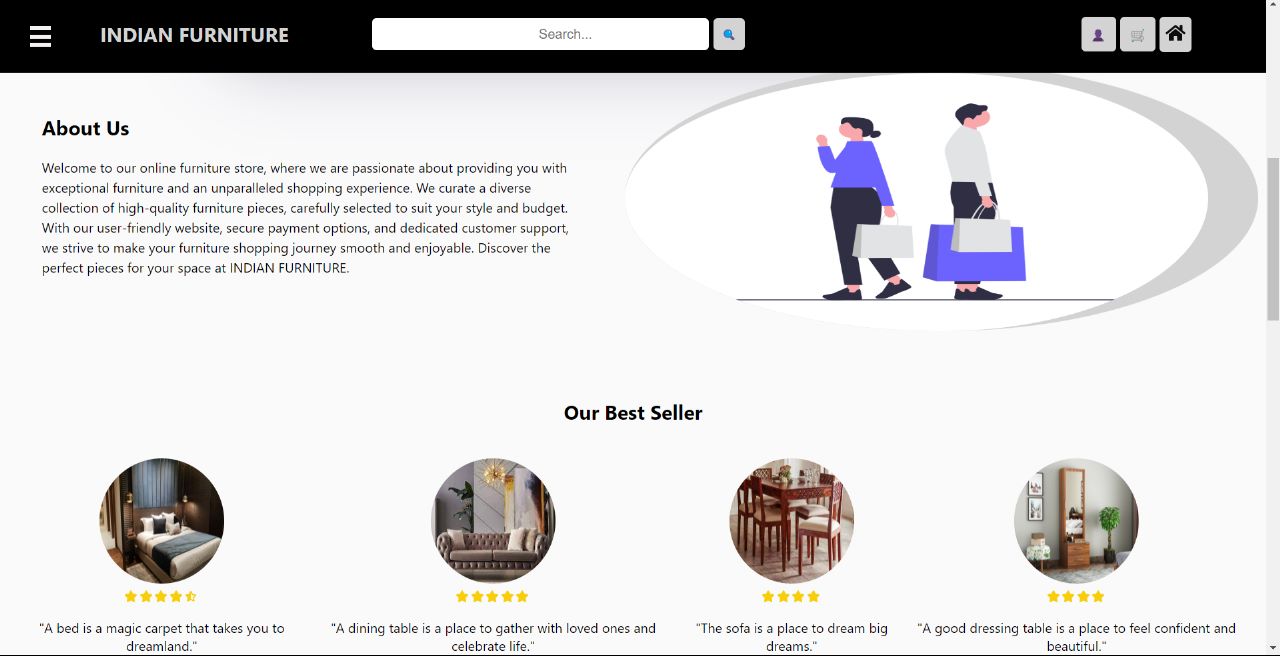 INDIAN FURNITURE
Search...
About Us
Welcome to our online furniture store, where we are passionate about providing you with
exceptional furniture and an unparalleled shopping experience. We curate a diverse
collection of high-quality furniture pieces, carefully selected to suit your style and budget.
With our user-friendly website, secure payment options, and dedicated customer support,
we strive to make your furniture shopping journey smooth and enjoyable. Discover the
perfect pieces for your space at INDIAN FURNITURE.
Our Best Seller
"A bed is a magic carpet that takes you to
dreamland."
"A dining table is a place to gather with loved ones and
celebrate life."
"The sofa is a place to dream big
dreams."
"A good dressing table is a place to feel confident and
beautiful."